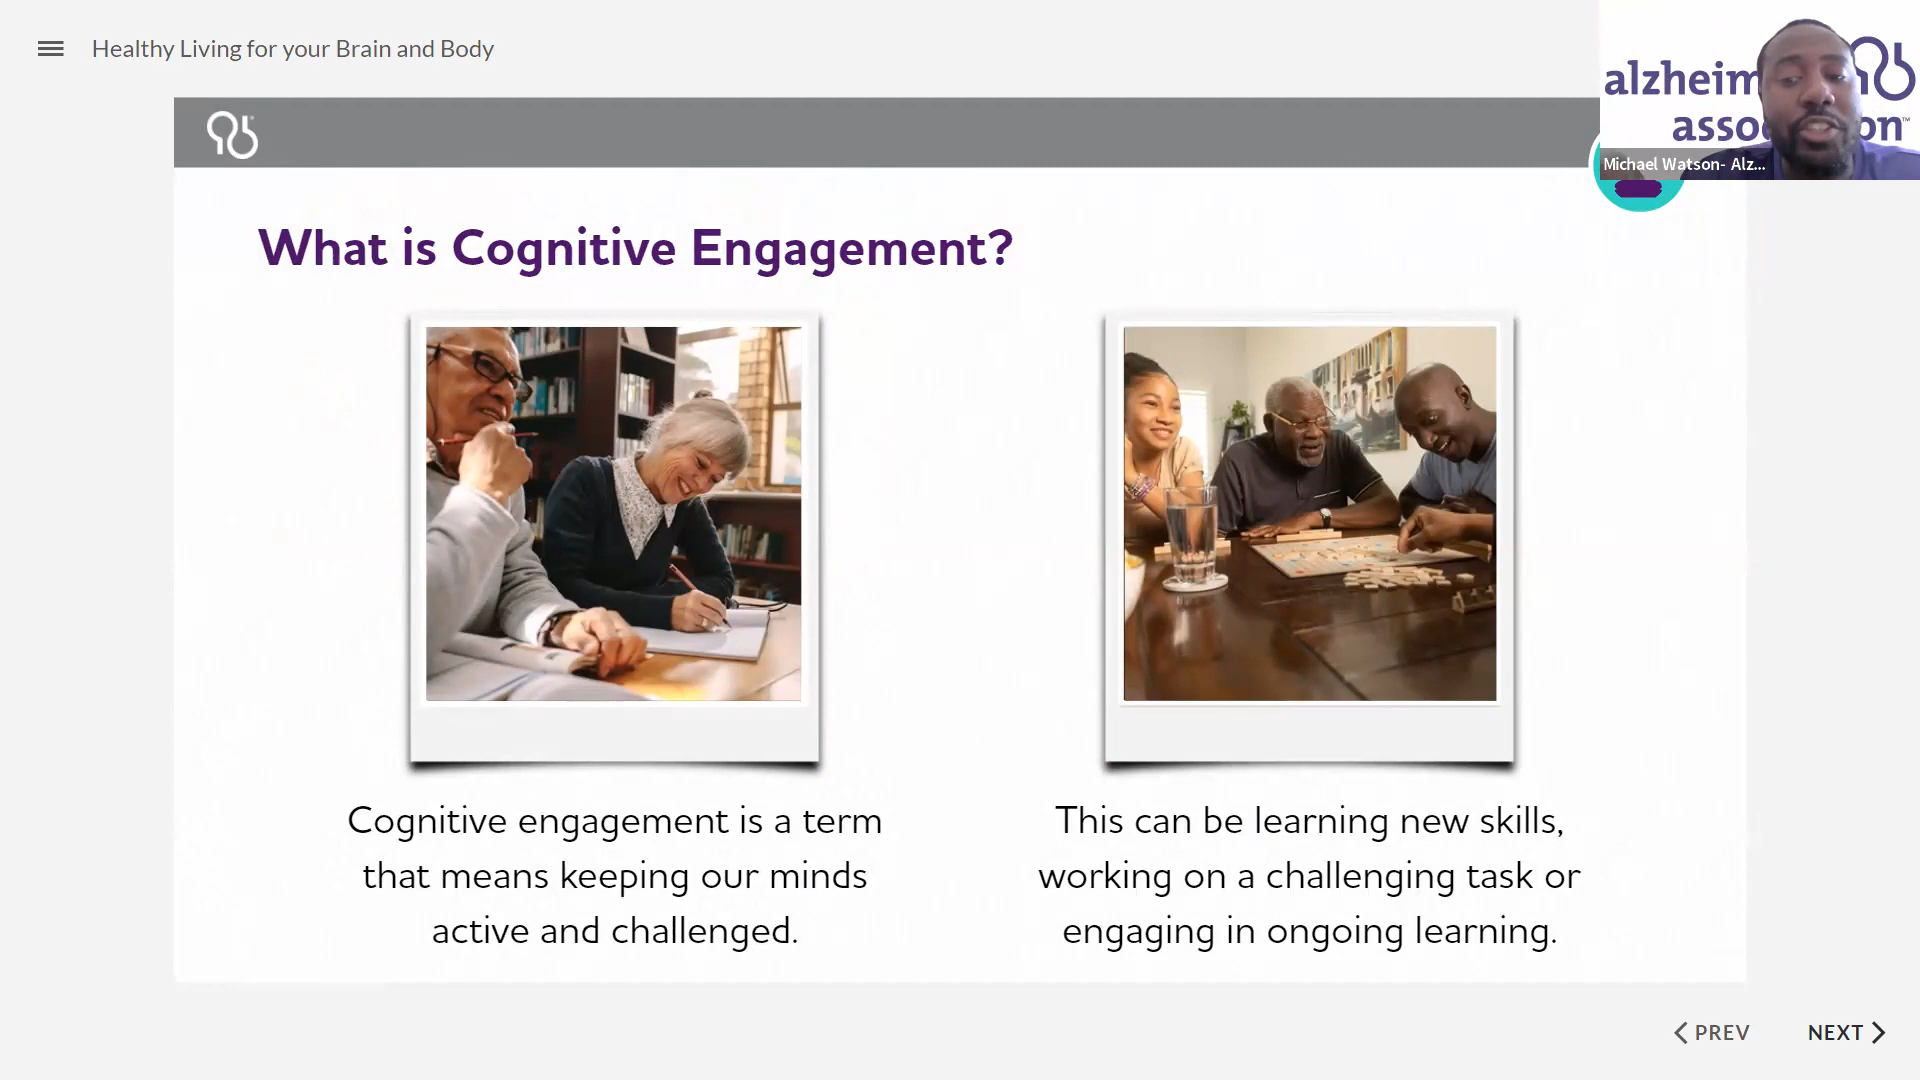 Healthy Living for your Brain and Body
alzheim
asso on™
Michael Watson- Alz...
What is Cognitive Engagement?
Cognitive engagement is a term
that means keeping our minds
active and challenged.
This can be learning new skills,
working on a challenging task or
engaging in ongoing learning.
PREV
NEXT